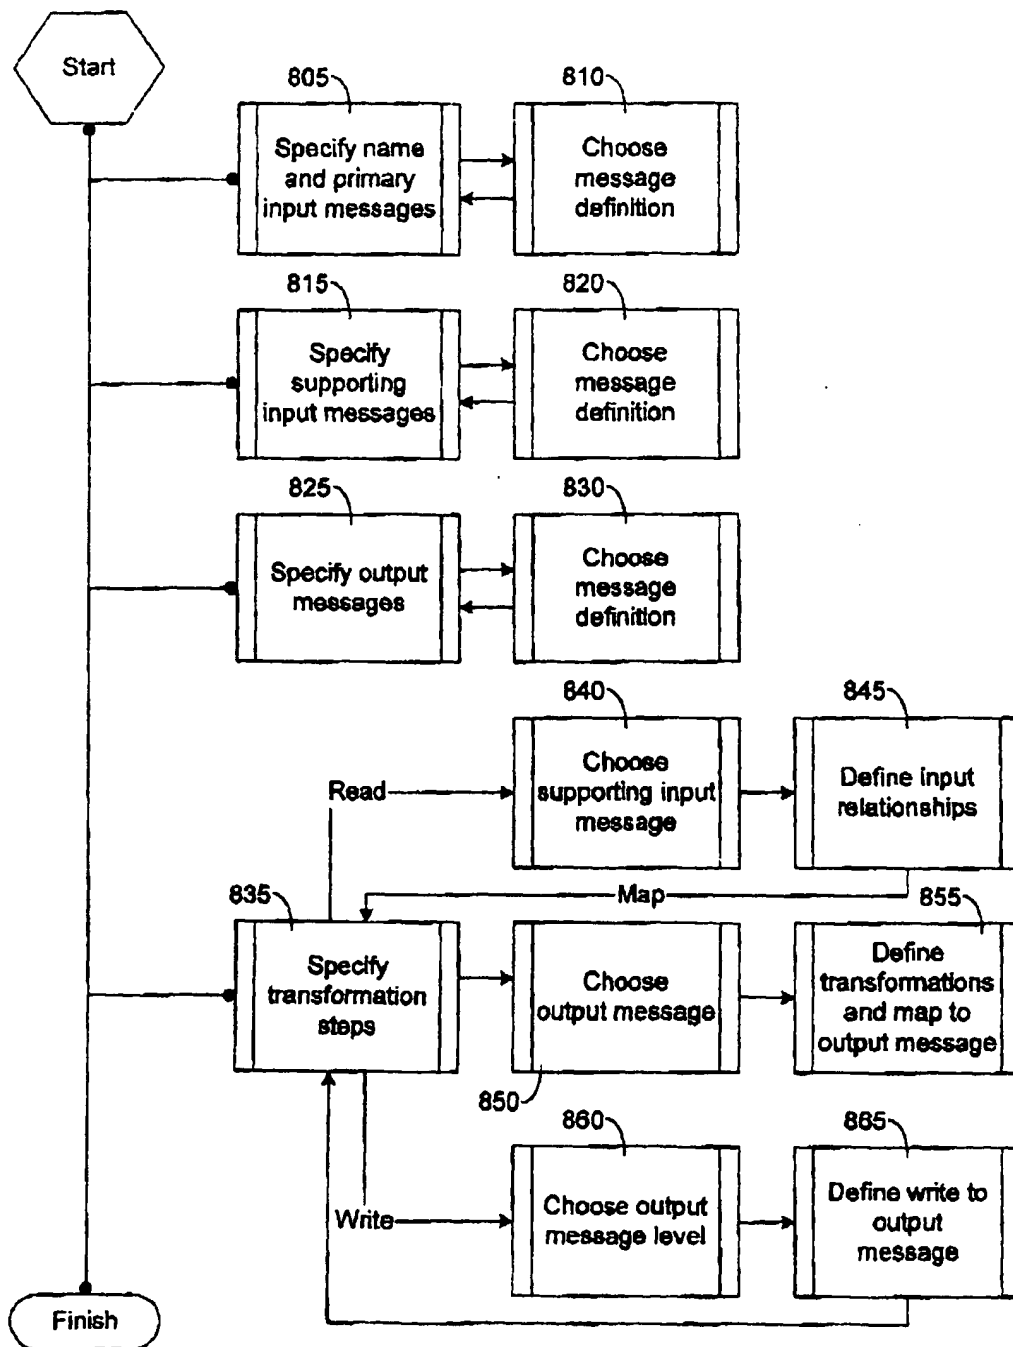 Start
805
Specify name
and primary
input messages
810
Choose
message
definition
815
Specify
supporting
input messages
820
Choose
message
definition
825
Specify output
messages
830
Choose
message
definition
840
Choose
supporting input
message
845
Define input
relationships
Read
Map
835
Specify
transformation
steps
850
Choose
output message
855
Define
transformations
and map to
output message
860
Choose output
message level
865
Define write to
output
message
Write
Finish